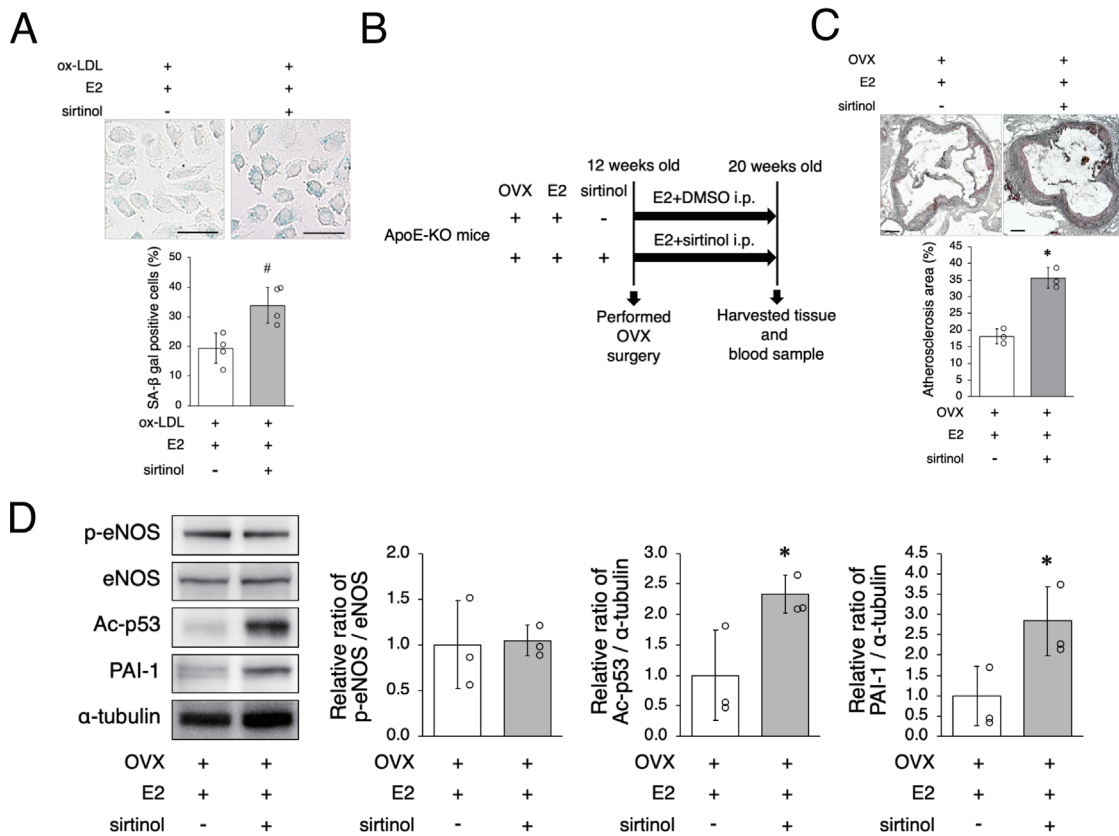 A
ox-LDL + +
E2 + +
sirtinol - +
SA-β gal positive cells (%)
50
40
30
20
10
0
#
ox-LDL + +
E2 + +
sirtinol - +
B
12 weeks old 20 weeks old
OVX E2 sirtinol
ApoE-KO mice
+ + - E2+DMSO i.p.
+ + + E2+sirtinol i.p.
Performed
OVX
surgery
Harvested tissue
and
blood sample
C
OVX + +
E2 + +
sirtinol - +
Atherosclerosis area (%)
45
40
35
30
25
20
15
10
5
0
*
OVX + +
E2 + +
sirtinol - +
D
p-eNOS
eNOS
Ac-p53
PAI-1
α-tubulin
OVX + +
E2 + +
sirtinol - +
Relative ratio of
p-eNOS / eNOS
2.0
1.5
1.0
0.5
0.0
OVX + +
E2 + +
sirtinol - +
Relative ratio of
Ac-p53 / α-tubulin
3.0
2.5
2.0
1.5
1.0
0.5
0.0
*
OVX + +
E2 + +
sirtinol - +
Relative ratio of
PAI-1 / α-tubulin
4.5
4.0
3.5
3.0
2.5
2.0
1.5
1.0
0.5
0.0
*
OVX + +
E2 + +
sirtinol - +